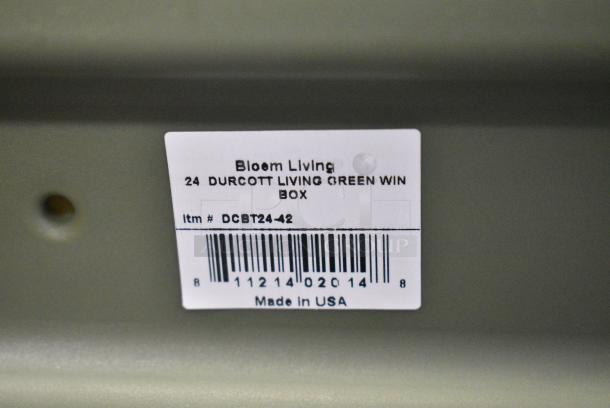 Bloem Living
24 DURCOTT LIVING GREEN WIN
BOX
Itm # DCBT24-42
8 11214 02014 8
Made In USA